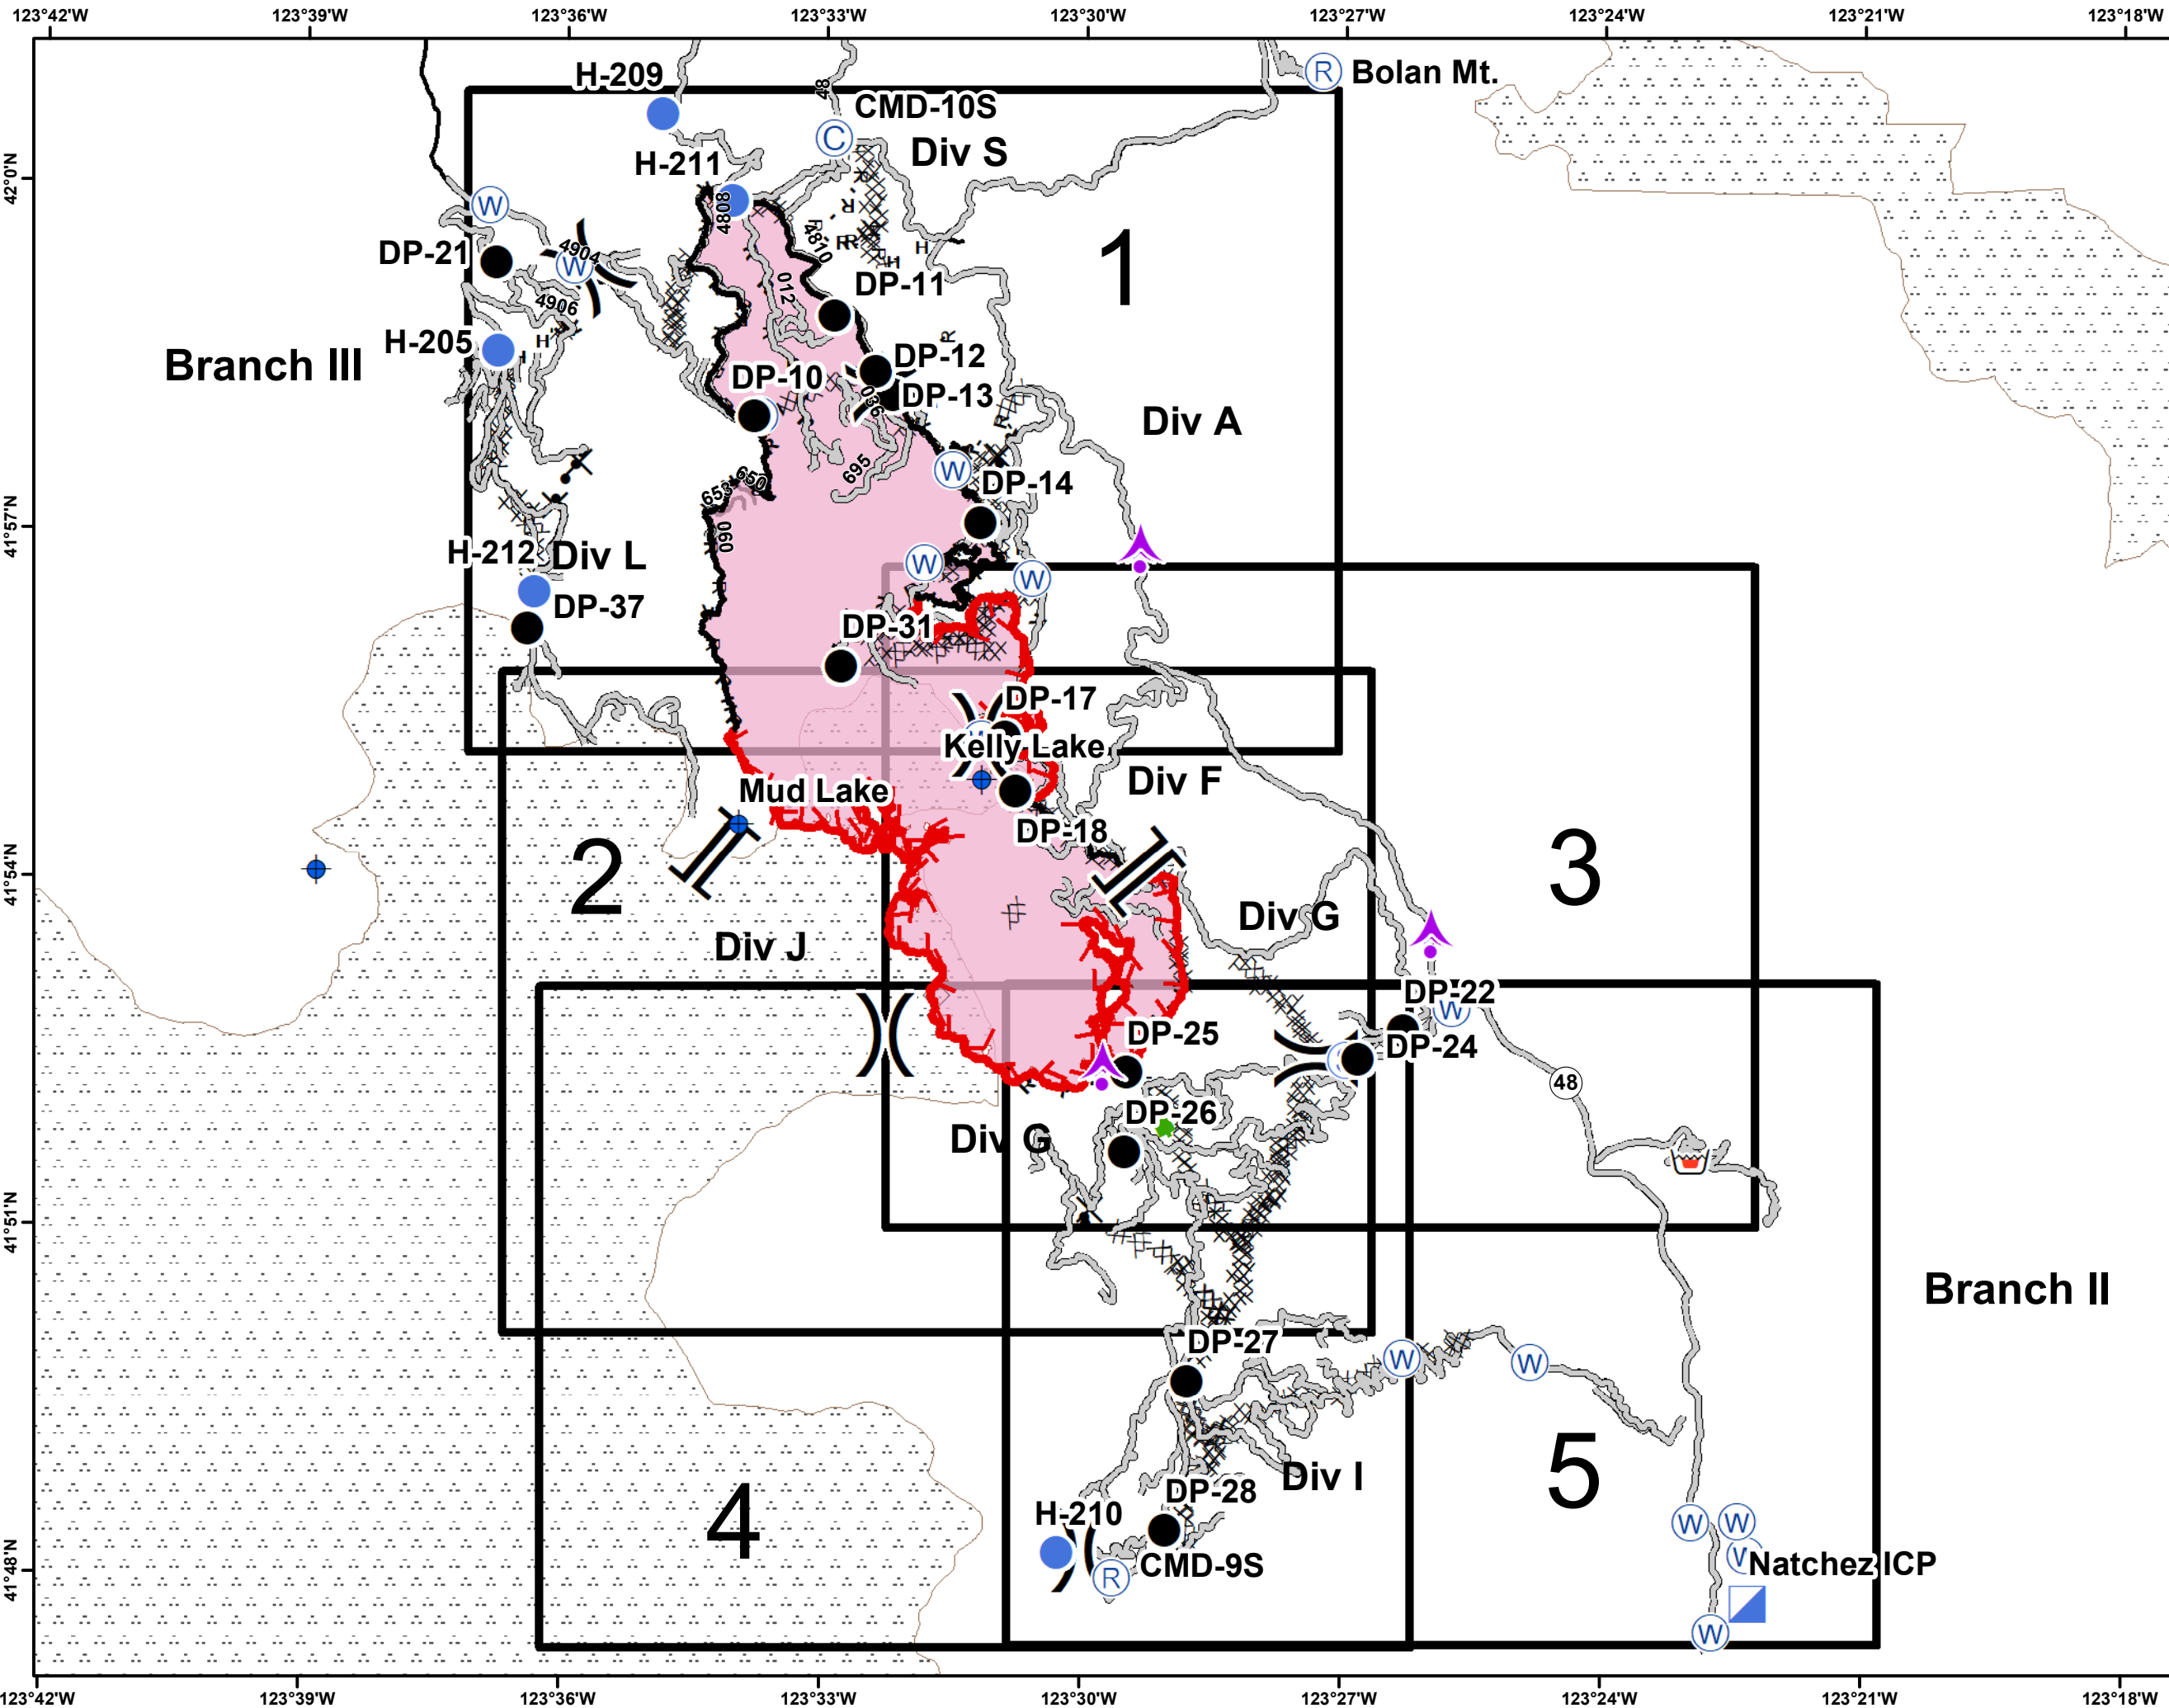 123°42'W 123°39'W 123°36'W 123°33'W 123°30'W 123°27'W 123°24'W 123°21'W 123°18'W
H-209
R Bolan Mt.
48
CMD-10S
C
Div S
H-211
42°0'N
4808
W
R
R
R
RR
R
H
H
4810
DP-21
4904
W
1
012
DP-11
4906
H-205
H
H
Branch III
R
DP-12
DP-10
DP-13
036
R
Div A
W
695
DP-14
650
653
060
41°57'N
H-212
Div L
W
W
DP-37
DP-31
DP-17
Kelly Lake
Mud Lake
Div F
DP-18
2
3
41°54'N
Div G
Div J
DP-22
W
DP-25
DP-24
48
DP-26
Div G
41°51'N
Branch II
DP-27
W
W
Div I
5
DP-28
4
H-210
W
W
W
Natchez ICP
CMD-9S
R
41°48'N
W
123°42'W 123°39'W 123°36'W 123°33'W 123°30'W 123°27'W 123°24'W 123°21'W 123°18'W